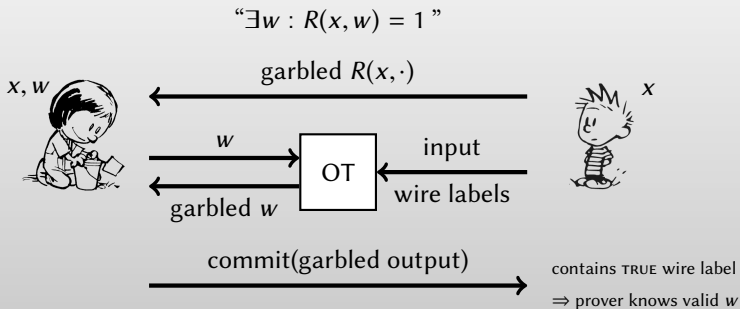 “∃w : R(x, w) = 1 ”
garbled R(x, ·)
x, w
x
w
OT
input
garbled w
wire labels
commit(garbled output)
contains TRUE wire label
⇒ prover knows valid w